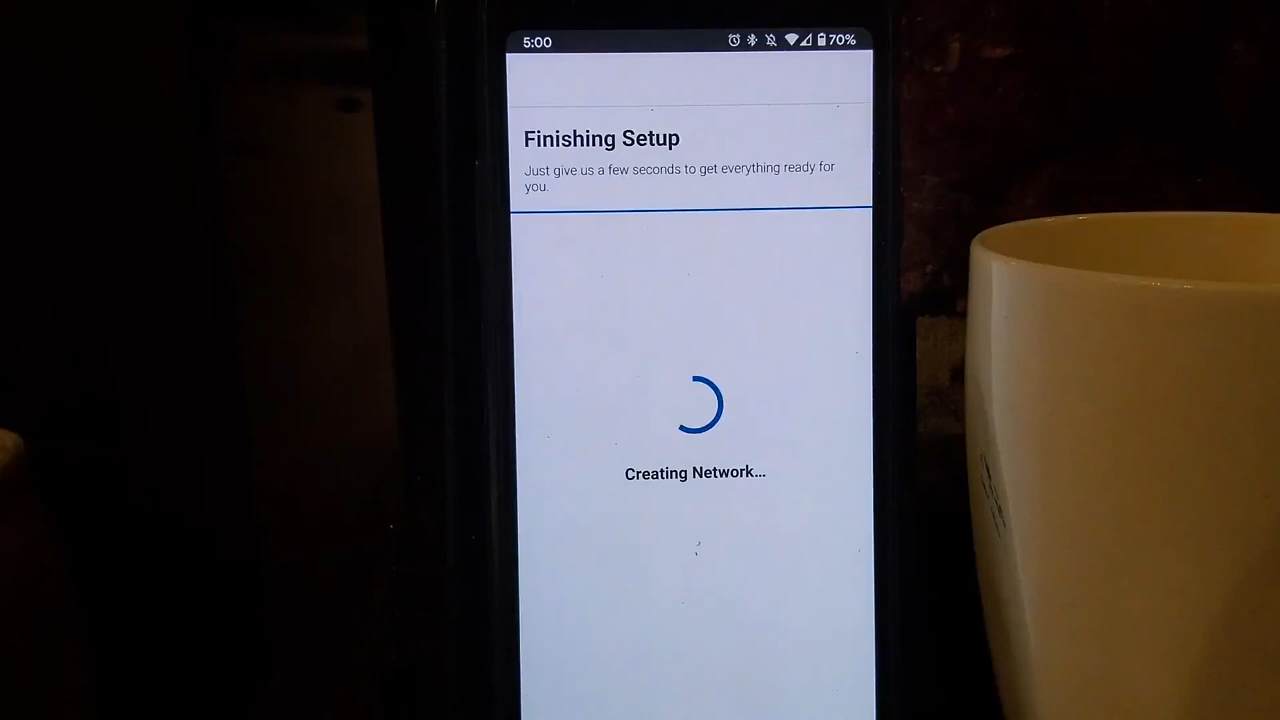 5:00 70%
Finishing Setup
Just give us a few seconds to get everything ready for
you.
Creating Network...